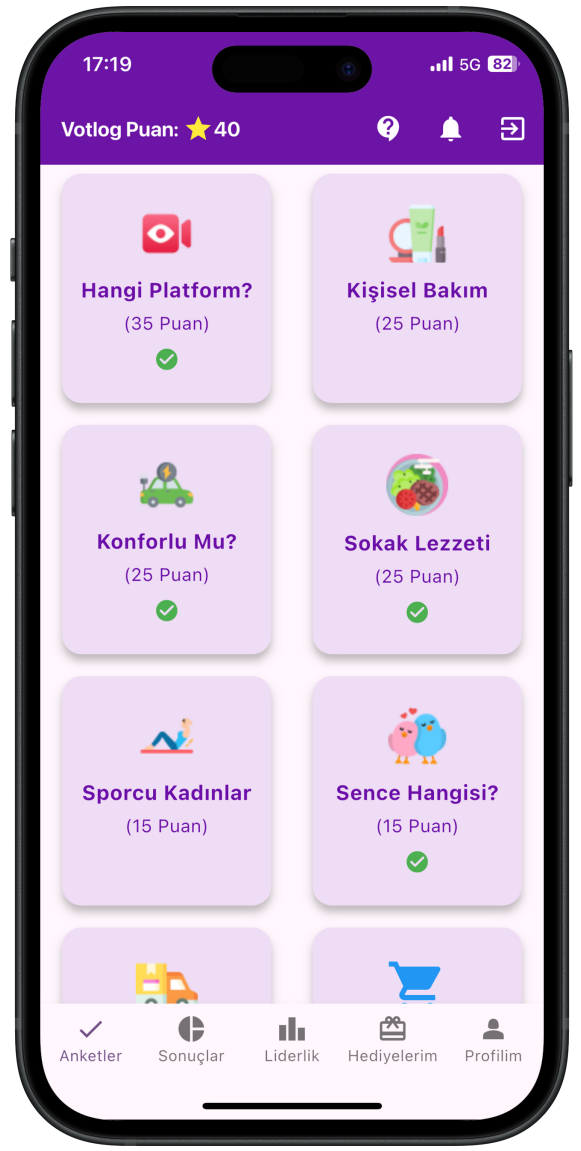 17:19
5G 82
Votlog Puan: 40
Hangi Platform?
(35 Puan)
Kişisel Bakım
(25 Puan)
Konforlu Mu?
(25 Puan)
Sokak Lezzeti
(25 Puan)
Sporcu Kadınlar
(15 Puan)
Sence Hangisi?
(15 Puan)
Anketler Sonuçlar Liderlik Hediyelerim Profilim